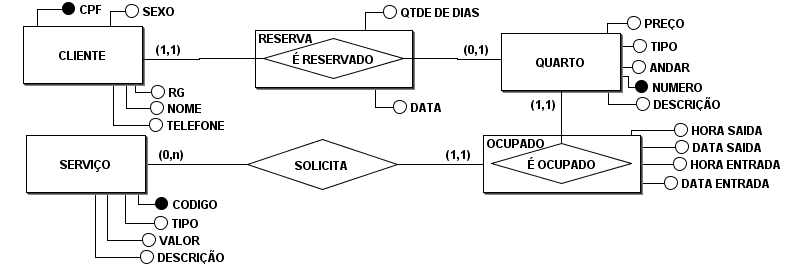 CPF
SEXO
QTDE DE DIAS
PREÇO
CLIENTE
(1,1)
RESERVA
É RESERVADO
(0,1)
QUARTO
TIPO
ANDAR
NUMERO
DESCRIÇÃO
RG
NOME
TELEFONE
DATA
(1,1)
SERVIÇO
(0,n)
SOLICITA
(1,1)
OCUPADO
É OCUPADO
HORA SAIDA
DATA SAIDA
HORA ENTRADA
DATA ENTRADA
CODIGO
TIPO
VALOR
DESCRIÇÃO